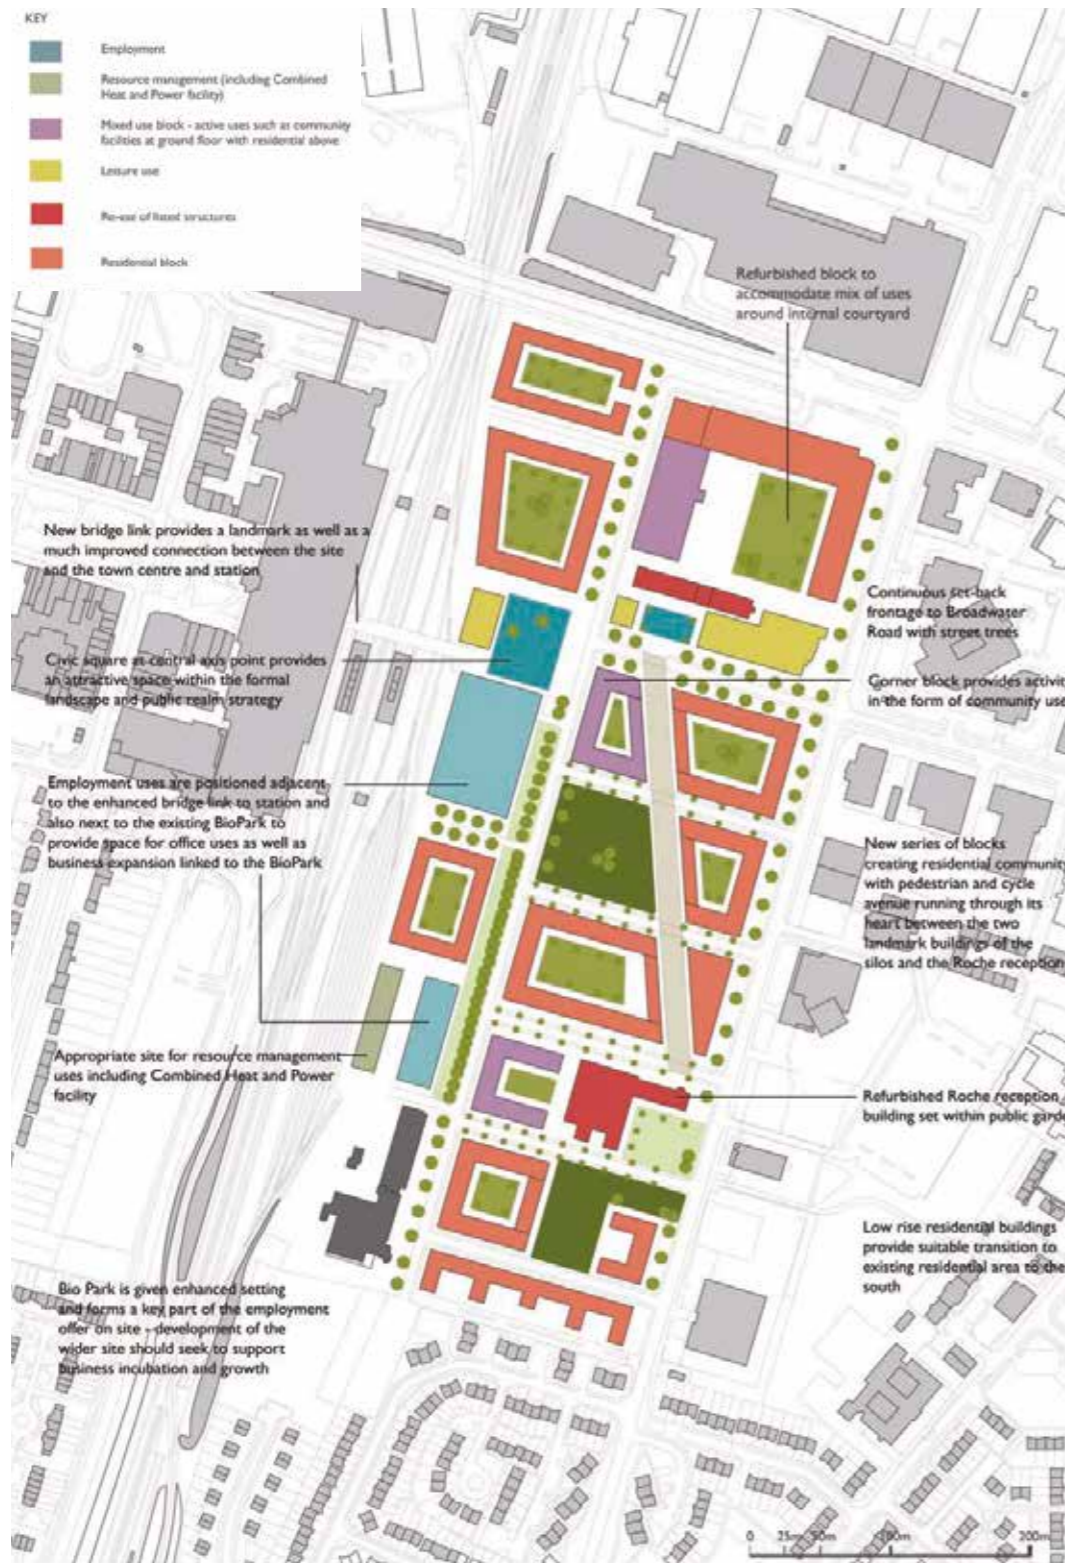 KEY
Employment
Resource management (including Combined
Heat and Power facility)
Mixed use block - active uses such as community
facilities at ground floor with residential above
Leisure use
Re-use of listed structures
Residential block
Refurbished block to
accommodate mix of uses
around internal courtyard
New bridge link provides a landmark as well as a
much improved connection between the site
and the town centre and station
Continuous set-back
frontage to Broadwater
Road with street trees
Civic square at central axis point provides
an attractive space within the formal
landscape and public realm strategy
Corner block provides activit
in the form of community use
Employment uses are positioned adjacent
to the enhanced bridge link to station and
also next to the existing BioPark to
provide space for office uses as well as
business expansion linked to the BioPark
New series of blocks
creating residential community
with pedestrian and cycle
avenue running through its
heart between the two
landmark buildings of the
silos and the Roche reception
Appropriate site for resource management
uses including Combined Heat and Power
facility
Refurbished Roche reception
building set within public garde
Low rise residential buildings
provide suitable transition to
existing residential area to the
south
Bio Park is given enhanced setting
and forms a key part of the employment
offer on site - development of the
wider site should seek to support
business incubation and growth
0 25m 50m 100m 200m